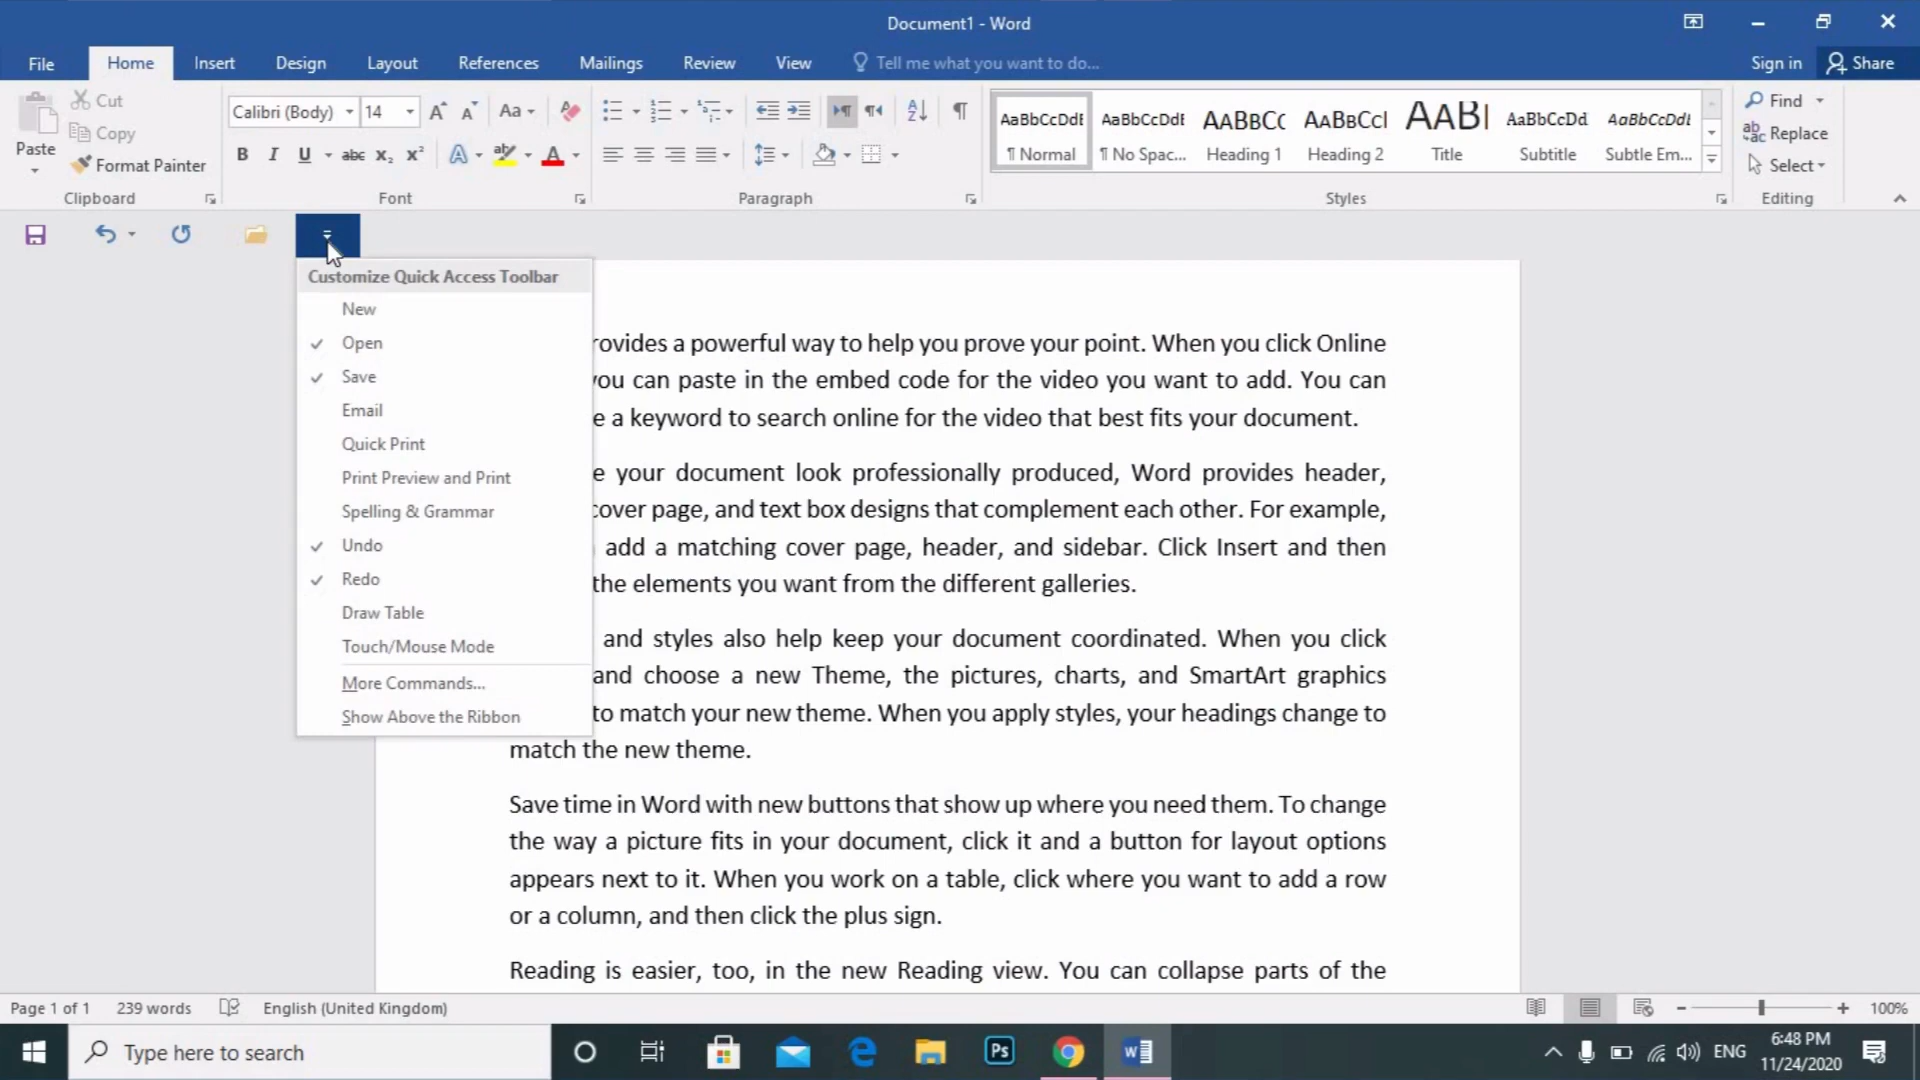 Document1 - Word
File Home Insert Design Layout References Mailings Review View Tell me what you want to do... Sign in Share
Paste
Cut
Copy
Format Painter
Clipboard
Calibri (Body) 14 Aa
B I U abc x₂ x² A ab A
Font
A Z ¶
Paragraph
AaBbCcDdE AaBbCcDdE AaBbCc AaBbCcI AABI AaBbCcDd AaBbCcDdI
¶ Normal ¶ No Spac... Heading 1 Heading 2 Title Subtitle Subtle Em...
Styles
Find
Replace
Select
Editing
Customize Quick Access Toolbar
New
Open
Save
Email
Quick Print
Print Preview and Print
Spelling & Grammar
Undo
Redo
Draw Table
Touch/Mouse Mode
More Commands...
Show Above the Ribbon
rovides a powerful way to help you prove your point. When you click Online
you can paste in the embed code for the video you want to add. You can
e a keyword to search online for the video that best fits your document.
e your document look professionally produced, Word provides header,
cover page, and text box designs that complement each other. For example,
add a matching cover page, header, and sidebar. Click Insert and then
the elements you want from the different galleries.
and styles also help keep your document coordinated. When you click
and choose a new Theme, the pictures, charts, and SmartArt graphics
to match your new theme. When you apply styles, your headings change to
match the new theme.
Save time in Word with new buttons that show up where you need them. To change
the way a picture fits in your document, click it and a button for layout options
appears next to it. When you work on a table, click where you want to add a row
or a column, and then click the plus sign.
Reading is easier, too, in the new Reading view. You can collapse parts of the
Page 1 of 1 239 words English (United Kingdom) 100%
Type here to search
Ps
ENG
6:48 PM
11/24/2020